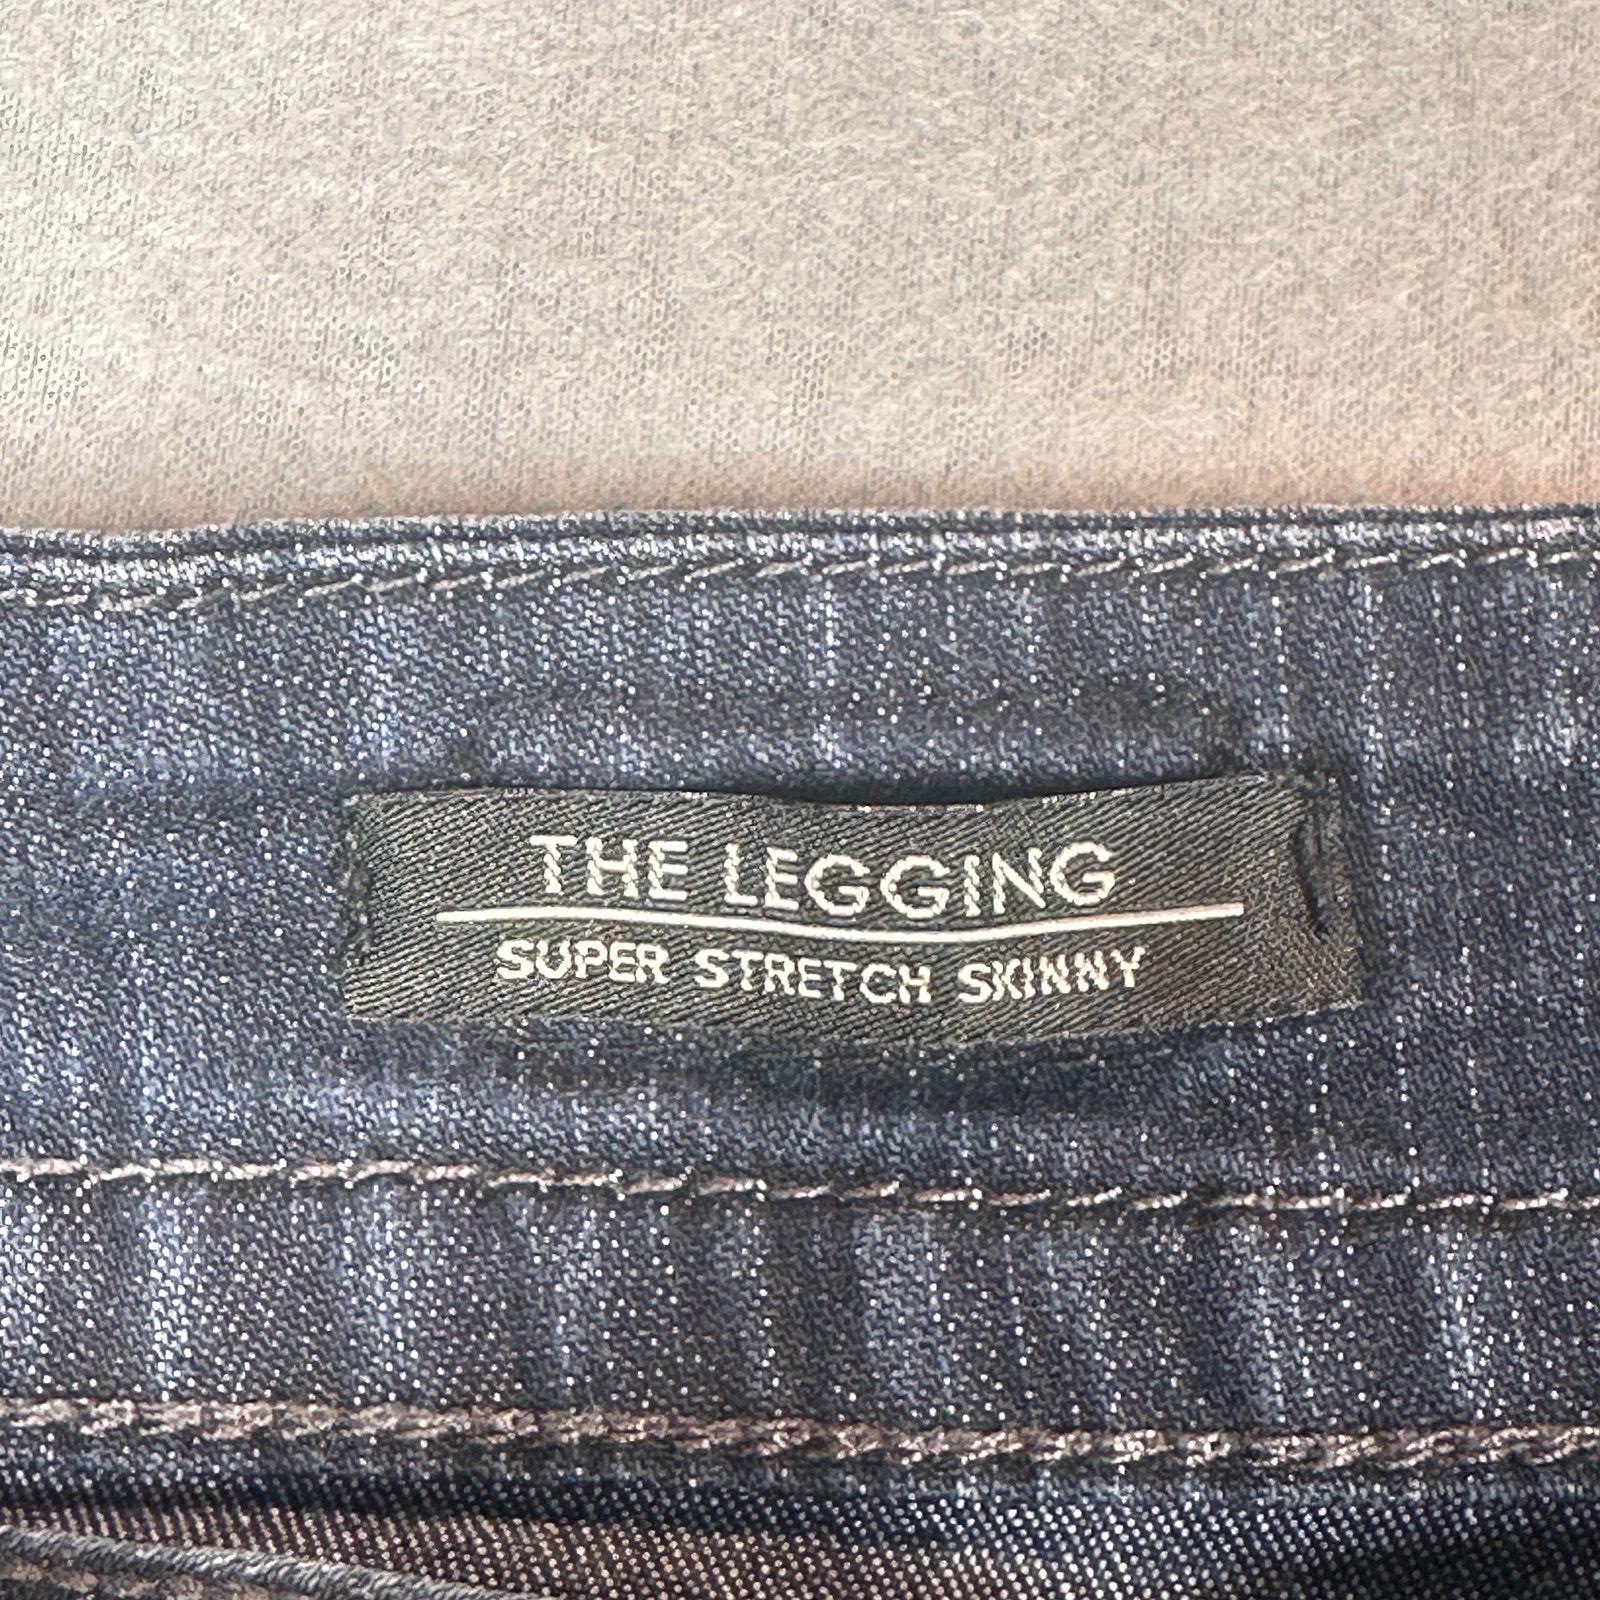 THE LEGGING
SUPER STRETCH SKINNY